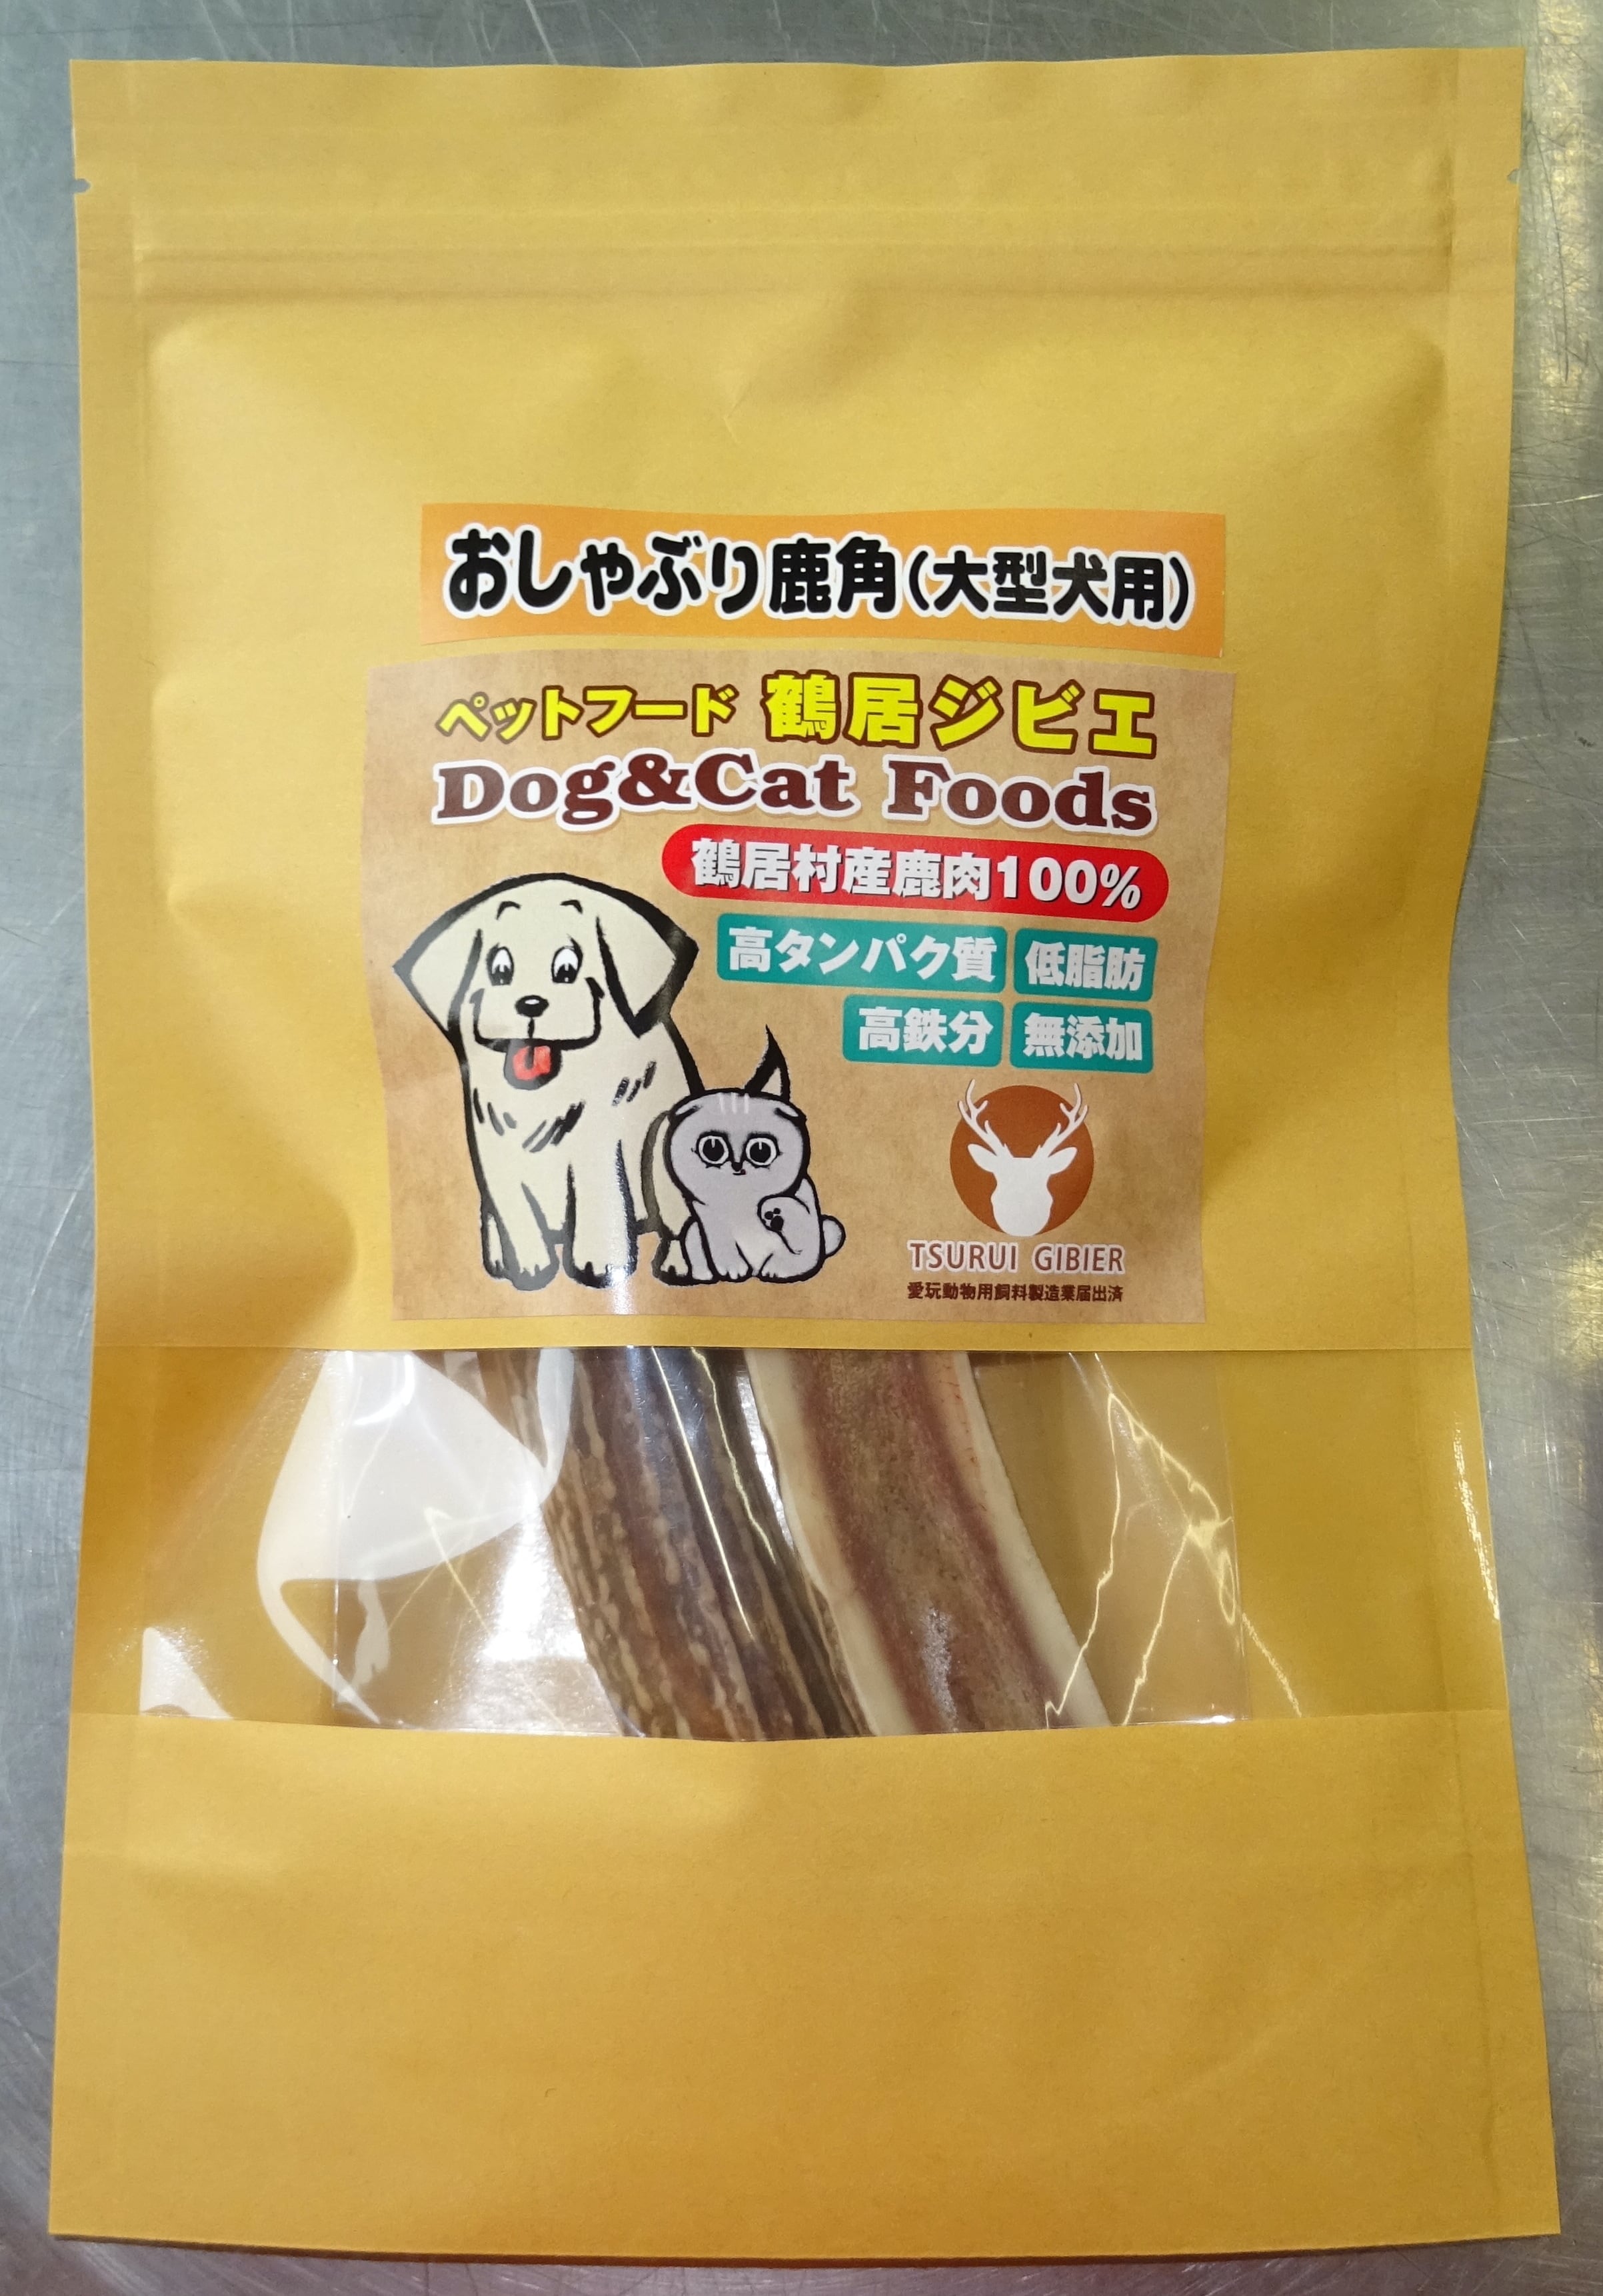 おしゃぶり鹿角(大型犬用)
ペットフード 鶴居ジビエ
Dog&Cat Foods
鶴居村産鹿肉100%
高タンパク質 低脂肪
高鉄分 無添加
TSURUI GIBIER
愛玩動物用飼料製造業届出済